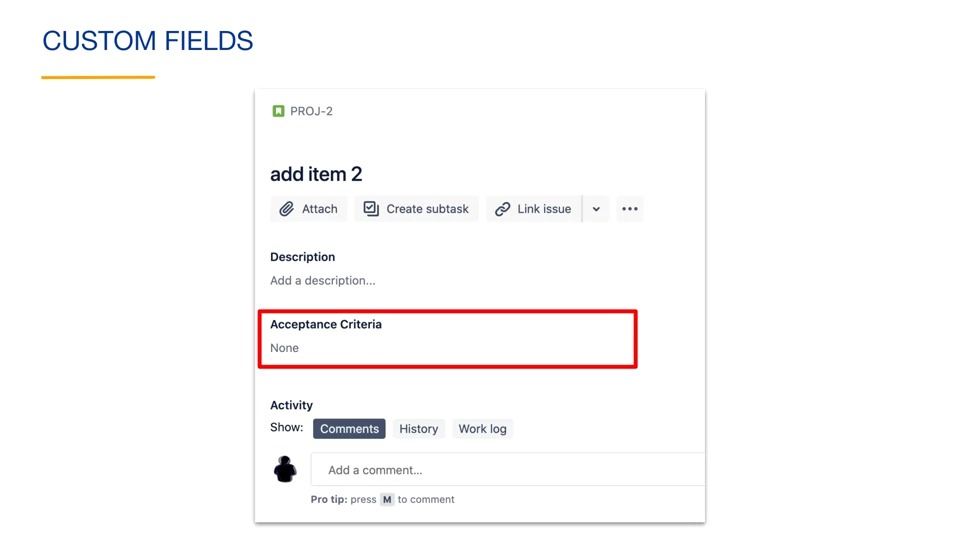 CUSTOM FIELDS
PROJ-2
add item 2
Attach Create subtask Link issue
Description
Add a description...
Acceptance Criteria
None
Activity
Show: Comments History Work log
Add a comment...
Pro tip: press M to comment